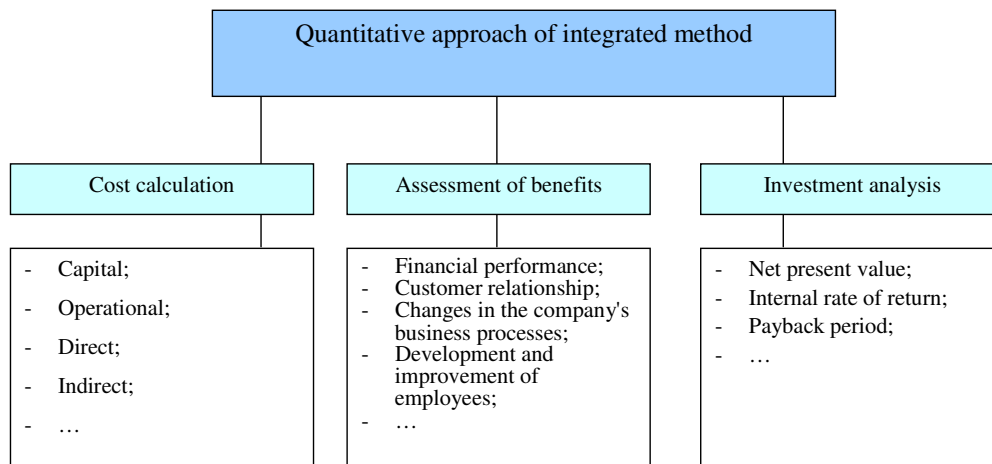 Quantitative approach of integrated method
Cost calculation
- Capital;
- Operational;
- Direct;
- Indirect;
- …
Assessment of benefits
- Financial performance;
- Customer relationship;
- Changes in the company's
business processes;
- Development and
improvement of
employees;
- …
Investment analysis
- Net present value;
- Internal rate of return;
- Payback period;
- …